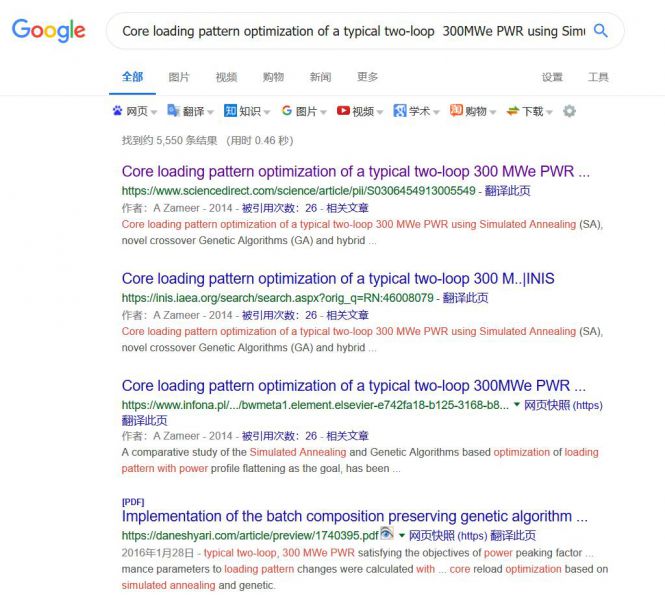 Google
Core loading pattern optimization of a typical two-loop 300MWe PWR using Simu
全部 图片 视频 购物 新闻 更多 设置 工具
网页 翻译 知 知识 G 图片 视频 学术 淘 购物 下载
找到约 5,550 条结果 （用时 0.46 秒）
Core loading pattern optimization of a typical two-loop 300 MWe PWR ...
https://www.sciencedirect.com/science/article/pii/S0306454913005549 - 翻译此页
作者：A Zameer - 2014 - 被引用次数：26 - 相关文章
Core loading pattern optimization of a typical two-loop 300 MWe PWR using Simulated Annealing (SA),
novel crossover Genetic Algorithms (GA) and hybrid ...
Core loading pattern optimization of a typical two-loop 300 M..|INIS
https://inis.iaea.org/search/search.aspx?orig_q=RN:46008079 - 翻译此页
作者：A Zameer - 2014 - 被引用次数：26 - 相关文章
Core loading pattern optimization of a typical two-loop 300 MWe PWR using Simulated Annealing (SA),
novel crossover Genetic Algorithms (GA) and hybrid ...
Core loading pattern optimization of a typical two-loop 300MWe PWR ...
https://www.infona.pl/.../bwmeta1.element.elsevier-e742fa18-b125-3168-b8... 网页快照 (https)
翻译此页
作者：A Zameer - 2014 - 被引用次数：26 - 相关文章
A comparative study of the Simulated Annealing and Genetic Algorithms based optimization of loading
pattern with power profile flattening as the goal, has been ...
[PDF]
Implementation of the batch composition preserving genetic algorithm ...
https://daneshyari.com/article/preview/1740395.pdf 网页快照 (https) 翻译此页
2016年1月28日 - typical two-loop, 300 MWe PWR satisfying the objectives of power peaking factor ...
mance parameters to loading pattern changes were calculated with ... core reload optimization based on
simulated annealing and genetic.